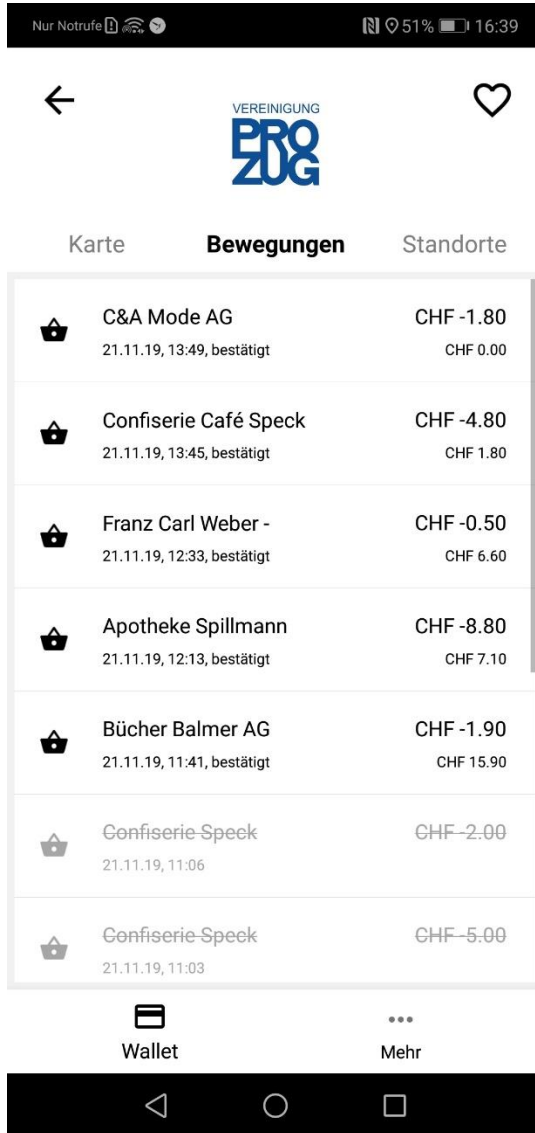 Nur Notrufe 51% 16:39
VEREINIGUNG
PRO
ZUG
Karte Bewegungen Standorte
C&A Mode AG CHF -1.80
21.11.19, 13:49, bestätigt CHF 0.00
Confiserie Café Speck CHF -4.80
21.11.19, 13:45, bestätigt CHF 1.80
Franz Carl Weber - CHF -0.50
21.11.19, 12:33, bestätigt CHF 6.60
Apotheke Spillmann CHF -8.80
21.11.19, 12:13, bestätigt CHF 7.10
Bücher Balmer AG CHF -1.90
21.11.19, 11:41, bestätigt CHF 15.90
Confiserie Speck CHF -2.00
21.11.19, 11:06
Confiserie Speck CHF -5.00
21.11.19, 11:03
Wallet Mehr